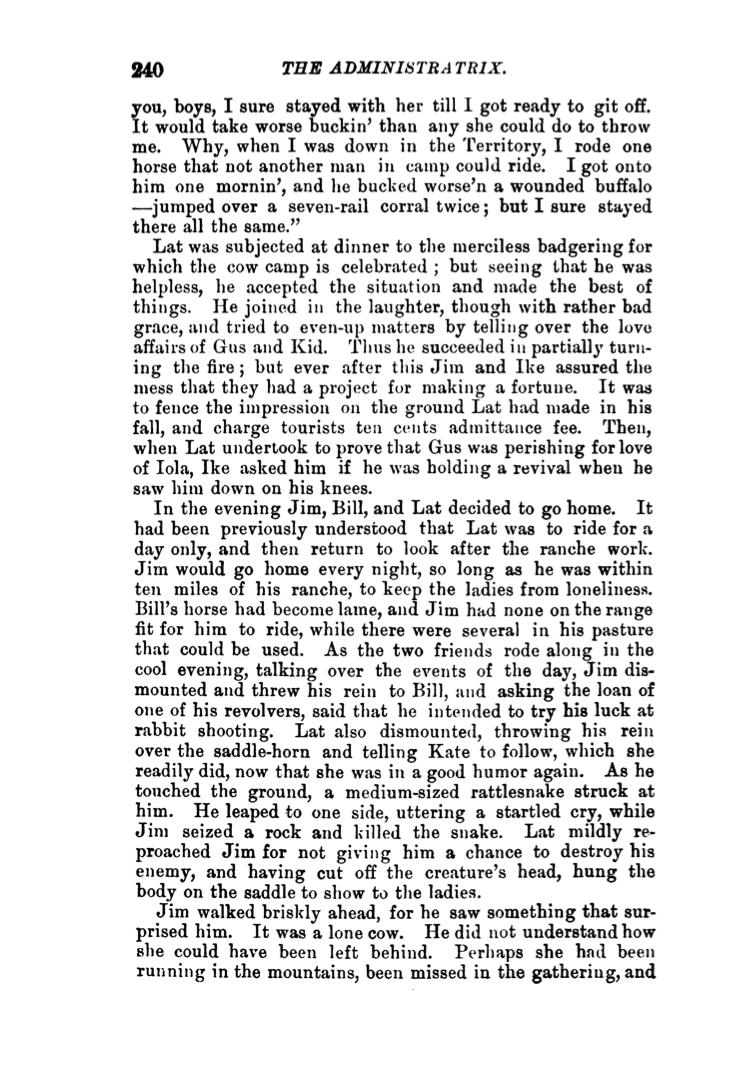 240 THE ADMINISTRATRIX.
you, boys, I sure stayed with her till I got ready to git off.
It would take worse buckin’ than any she could do to throw
me. Why, when I was down in the Territory, I rode one
horse that not another man in camp could ride. I got onto
him one mornin’, and he bucked worse’n a wounded buffalo
—jumped over a seven-rail corral twice; but I sure stayed
there all the same.”
Lat was subjected at dinner to the merciless badgering for
which the cow camp is celebrated ; but seeing that he was
helpless, he accepted the situation and made the best of
things. He joined in the laughter, though with rather bad
grace, and tried to even-up matters by telling over the love
affairs of Gus and Kid. Thus he succeeded in partially turn-
ing the fire ; but ever after this Jim and Ike assured the
mess that they had a project for making a fortune. It was
to fence the impression on the ground Lat had made in his
fall, and charge tourists ten cents admittance fee. Then,
when Lat undertook to prove that Gus was perishing for love
of Iola, Ike asked him if he was holding a revival when he
saw him down on his knees.
In the evening Jim, Bill, and Lat decided to go home. It
had been previously understood that Lat was to ride for a
day only, and then return to look after the ranche work.
Jim would go home every night, so long as he was within
ten miles of his ranche, to keep the ladies from loneliness.
Bill’s horse had become lame, and Jim had none on the range
fit for him to ride, while there were several in his pasture
that could be used. As the two friends rode along in the
cool evening, talking over the events of the day, Jim dis-
mounted and threw his rein to Bill, and asking the loan of
one of his revolvers, said that he intended to try his luck at
rabbit shooting. Lat also dismounted, throwing his rein
over the saddle-horn and telling Kate to follow, which she
readily did, now that she was in a good humor again. As he
touched the ground, a medium-sized rattlesnake struck at
him. He leaped to one side, uttering a startled cry, while
Jim seized a rock and killed the snake. Lat mildly re-
proached Jim for not giving him a chance to destroy his
enemy, and having cut off the creature’s head, hung the
body on the saddle to show to the ladies.
Jim walked briskly ahead, for he saw something that sur-
prised him. It was a lone cow. He did not understand how
she could have been left behind. Perhaps she had been
running in the mountains, been missed in the gathering, and